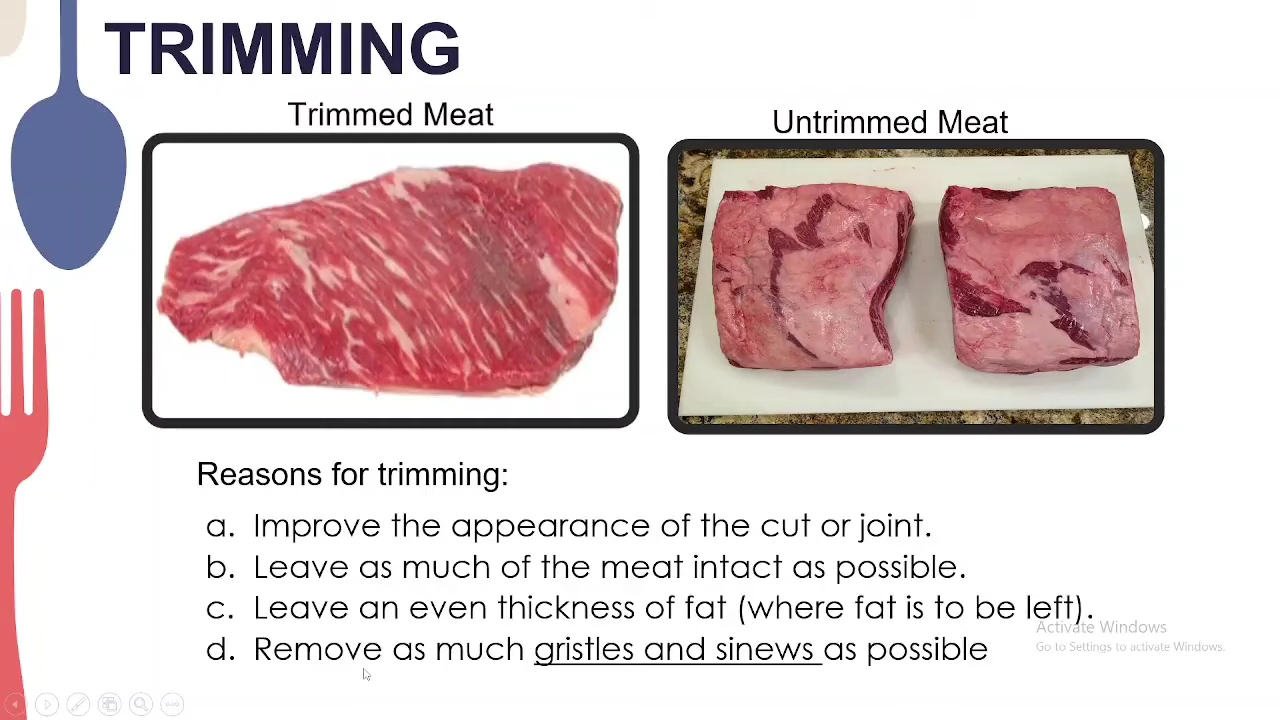 TRIMMING
Trimmed Meat
Untrimmed Meat
Reasons for trimming:
a. Improve the appearance of the cut or joint.
b. Leave as much of the meat intact as possible.
c. Leave an even thickness of fat (where fat is to be left).
d. Remove as much gristles and sinews as possible
Activate Windows
Go to Settings to activate Windows.